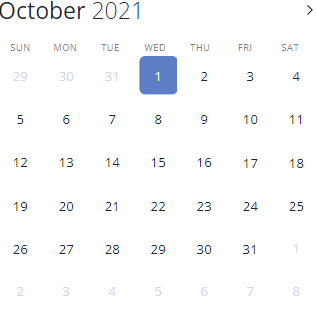 October 2021 >
SUN MON TUE WED THU FRI SAT
29 30 31 1 2 3 4
5 6 7 8 9 10 11
12 13 14 15 16 17 18
19 20 21 22 23 24 25
26 27 28 29 30 31 1
2 3 4 5 6 7 8